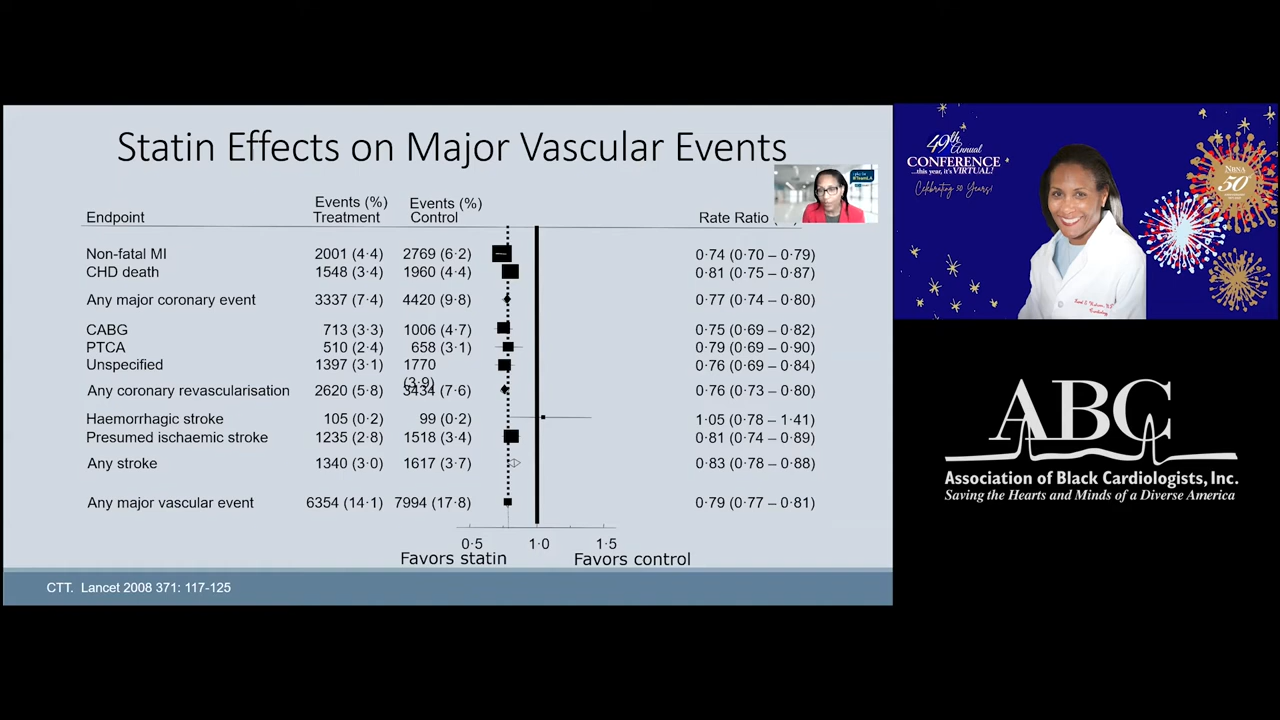 Statin Effects on Major Vascular Events
Events (%) Events (%)
Endpoint Treatment Control Rate Ratio
Non-fatal MI 2001 (4·4) 2769 (6·2) 0·74 (0·70 – 0·79)
CHD death 1548 (3·4) 1960 (4·4) 0·81 (0·75 – 0·87)
Any major coronary event 3337 (7·4) 4420 (9·8) 0·77 (0·74 – 0·80)
CABG 713 (3·3) 1006 (4·7) 0·75 (0·69 – 0·82)
PTCA 510 (2·4) 658 (3·1) 0·79 (0·69 – 0·90)
Unspecified 1397 (3·1) 1770 (3·9) 0·76 (0·69 – 0·84)
Any coronary revascularisation 2620 (5·8) 3434 (7·6) 0·76 (0·73 – 0·80)
Haemorrhagic stroke 105 (0·2) 99 (0·2) 1·05 (0·78 – 1·41)
Presumed ischaemic stroke 1235 (2·8) 1518 (3·4) 0·81 (0·74 – 0·89)
Any stroke 1340 (3·0) 1617 (3·7) 0·83 (0·78 – 0·88)
Any major vascular event 6354 (14·1) 7994 (17·8) 0·79 (0·77 – 0·81)
0·5 1·0 1·5
Favors statin Favors control
CTT. Lancet 2008 371: 117-125
49th Annual
CONFERENCE
...this year, it's VIRTUAL!
Celebrating 50 Years!
NBNA
50
Cardiology
ABC
Association of Black Cardiologists, Inc.
Saving the Hearts and Minds of a Diverse America